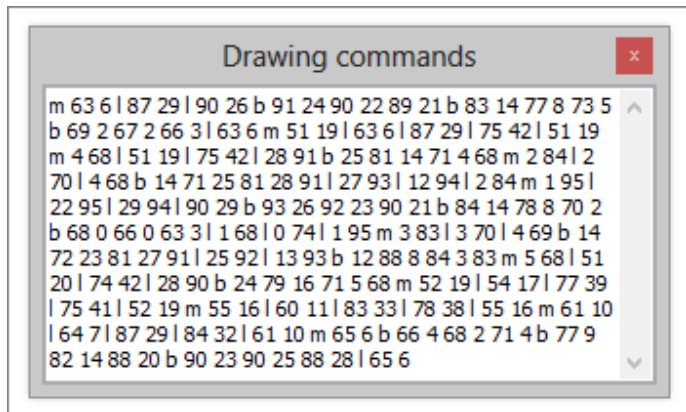 Drawing commands
x
m 63 6 l 87 29 l 90 26 b 91 24 90 22 89 21 b 83 14 77 8 73 5
b 69 2 67 2 66 3 l 63 6 m 51 19 l 63 6 l 87 29 l 75 42 l 51 19
m 4 68 l 51 19 l 75 42 l 28 91 b 25 81 14 71 4 68 m 2 84 l 2
70 l 4 68 b 14 71 25 81 28 91 l 27 93 l 12 94 l 2 84 m 1 95 l
22 95 l 29 94 l 90 29 b 93 26 92 23 90 21 b 84 14 78 8 70 2
b 68 0 66 0 63 3 l 1 68 l 0 74 l 1 95 m 3 83 l 3 70 l 4 69 b 14
72 23 81 27 91 l 25 92 l 13 93 b 12 88 8 84 3 83 m 5 68 l 51
20 l 74 42 l 28 90 b 24 79 16 71 5 68 m 52 19 l 54 17 l 77 39
l 75 41 l 52 19 m 55 16 l 60 11 l 83 33 l 78 38 l 55 16 m 61 10
l 64 7 l 87 29 l 84 32 l 61 10 m 65 6 b 66 4 68 2 71 4 b 77 9
82 14 88 20 b 90 23 90 25 88 28 l 65 6